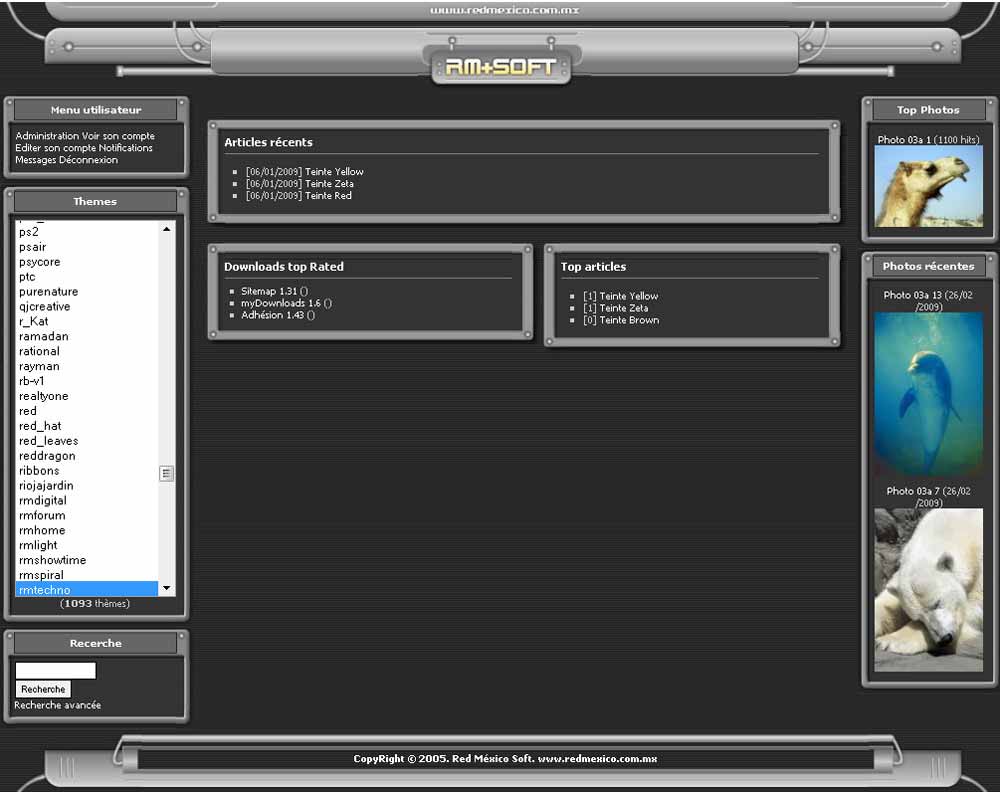 www.redmexico.com.mx
RM+SOFT
Menu utilisateur
Administration Voir son compte
Editer son compte Notifications
Messages Déconnexion
Themes
ps2
psair
psycore
ptc
purenature
qjcreative
r_Kat
ramadan
rational
rayman
rb-v1
realtyone
red
red_hat
red_leaves
reddragon
ribbons
riojajardin
rmdigital
rmforum
rmhome
rmlight
rmshowtime
rmspiral
rmtechno
(1093 thèmes)
Recerche
Recherche
Recherche avancée
Articles récents
[06/01/2009] Teinte Yellow
[06/01/2009] Teinte Zeta
[06/01/2009] Teinte Red
Downloads top Rated
Sitemap 1.31 ()
myDownloads 1.6 ()
Adhésion 1.43 ()
Top articles
[1] Teinte Yellow
[1] Teinte Zeta
[0] Teinte Brown
Top Photos
Photo 03a 1 (1100 hits)
Photos récentes
Photo 03a 13 (26/02
/2009)
Photo 03a 7 (26/02
/2009)
CopyRight © 2005. Red México Soft. www.redmexico.com.mx